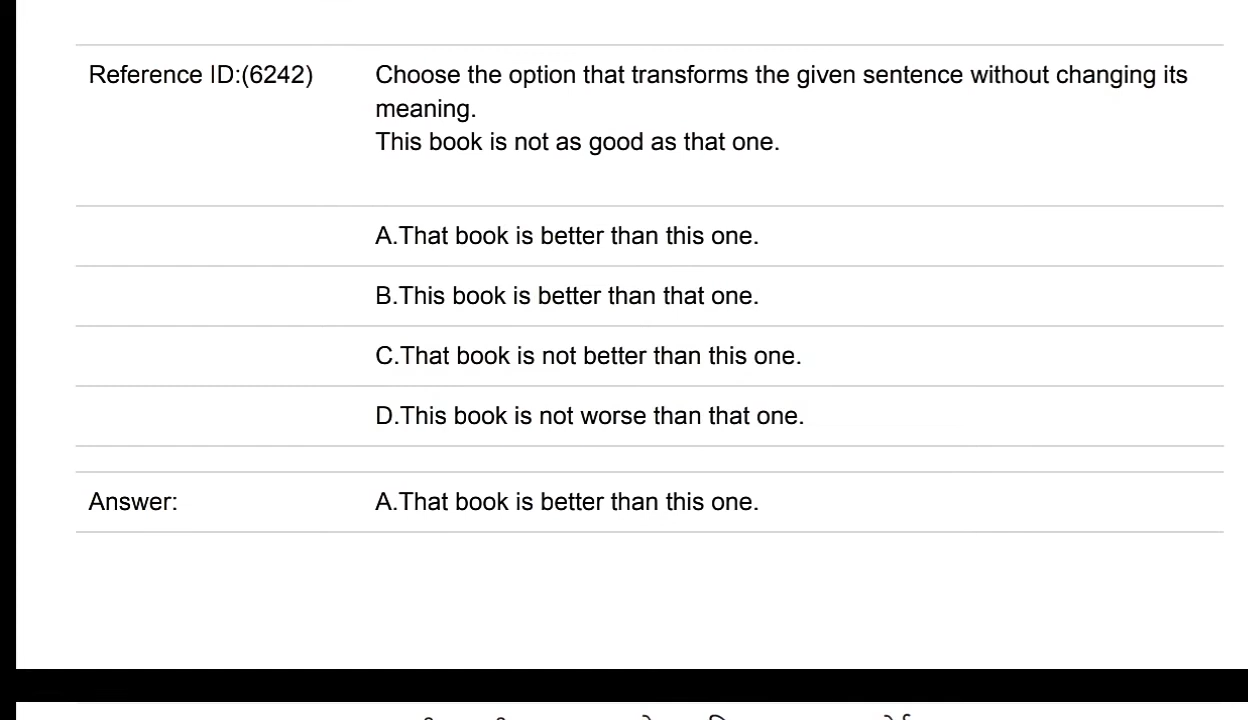 Reference ID:(6242)
Choose the option that transforms the given sentence without changing its
meaning.
This book is not as good as that one.
A.That book is better than this one.
B.This book is better than that one.
C.That book is not better than this one.
D.This book is not worse than that one.
Answer:
A.That book is better than this one.